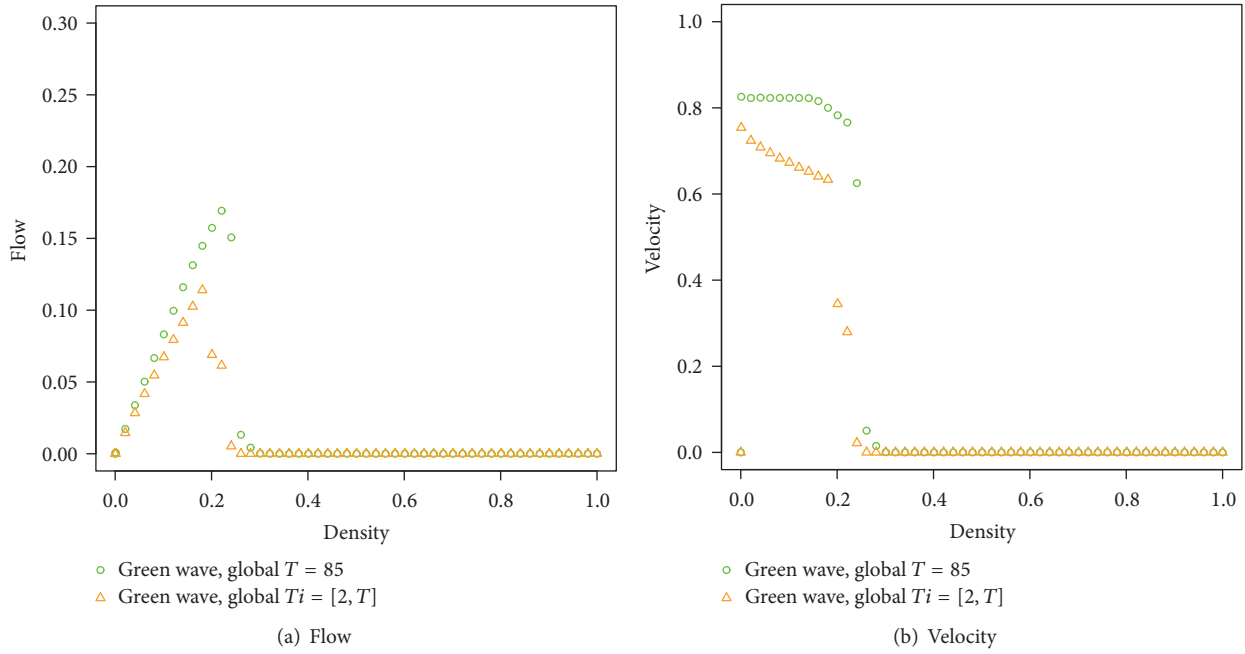 0.30
0.25
0.20
0.15
0.10
0.05
0.00
Flow
0.0 0.2 0.4 0.6 0.8 1.0
Density
Green wave, global T = 85
Green wave, global Ti = [2, T]
(a) Flow
1.0
0.8
0.6
0.4
0.2
0.0
Velocity
0.0 0.2 0.4 0.6 0.8 1.0
Density
Green wave, global T = 85
Green wave, global Ti = [2, T]
(b) Velocity